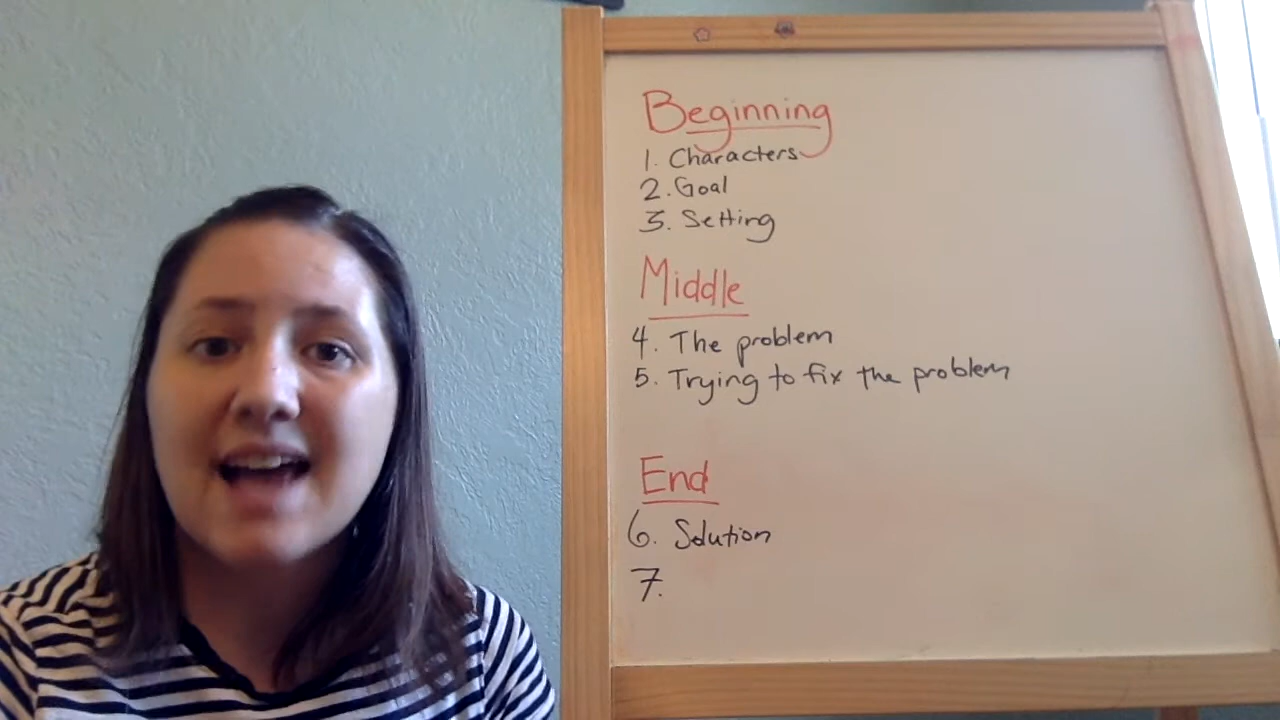 Beginning
1. Characters
2. Goal
3. Setting
Middle
4. The problem
5. Trying to fix the problem
End
6. Solution
7.